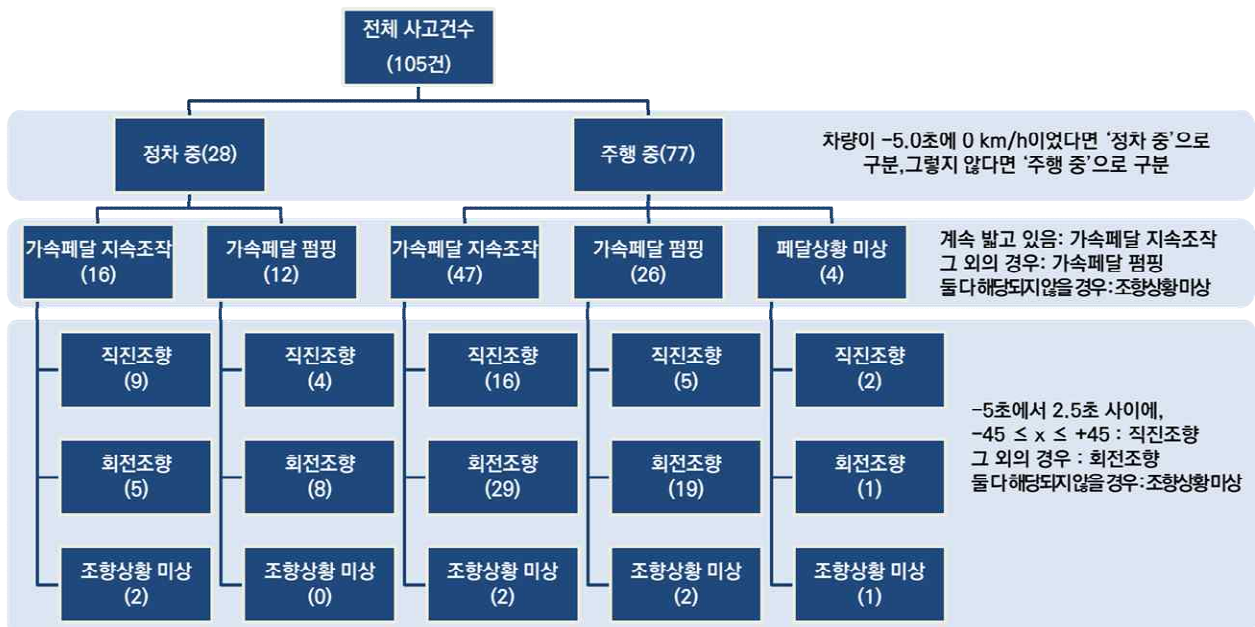 전체 사고건수
(105건)
정차 중(28)
주행 중(77)
차량이 -5.0초에 0 km/h이었다면 ‘정차 중’으로
구분,그렇지 않다면 ‘주행 중’으로 구분
가속페달 지속조작
(16)
가속페달 펌핑
(12)
가속페달 지속조작
(47)
가속페달 펌핑
(26)
페달상황 미상
(4)
계속 밟고 있음: 가속페달 지속조작
그 외의 경우: 가속페달 펌핑
둘 다 해당되지 않을 경우: 조향상황 미상
직진조향
(9)
직진조향
(4)
직진조향
(16)
직진조향
(5)
직진조향
(2)
회전조향
(5)
회전조향
(8)
회전조향
(29)
회전조향
(19)
회전조향
(1)
조향상황 미상
(2)
조향상황 미상
(0)
조향상황 미상
(2)
조향상황 미상
(2)
조향상황 미상
(1)
-5초에서 2.5초 사이에,
-45 ≤ x ≤ +45 : 직진조향
그 외의 경우 : 회전조향
둘 다 해당되지 않을 경우: 조향상황 미상